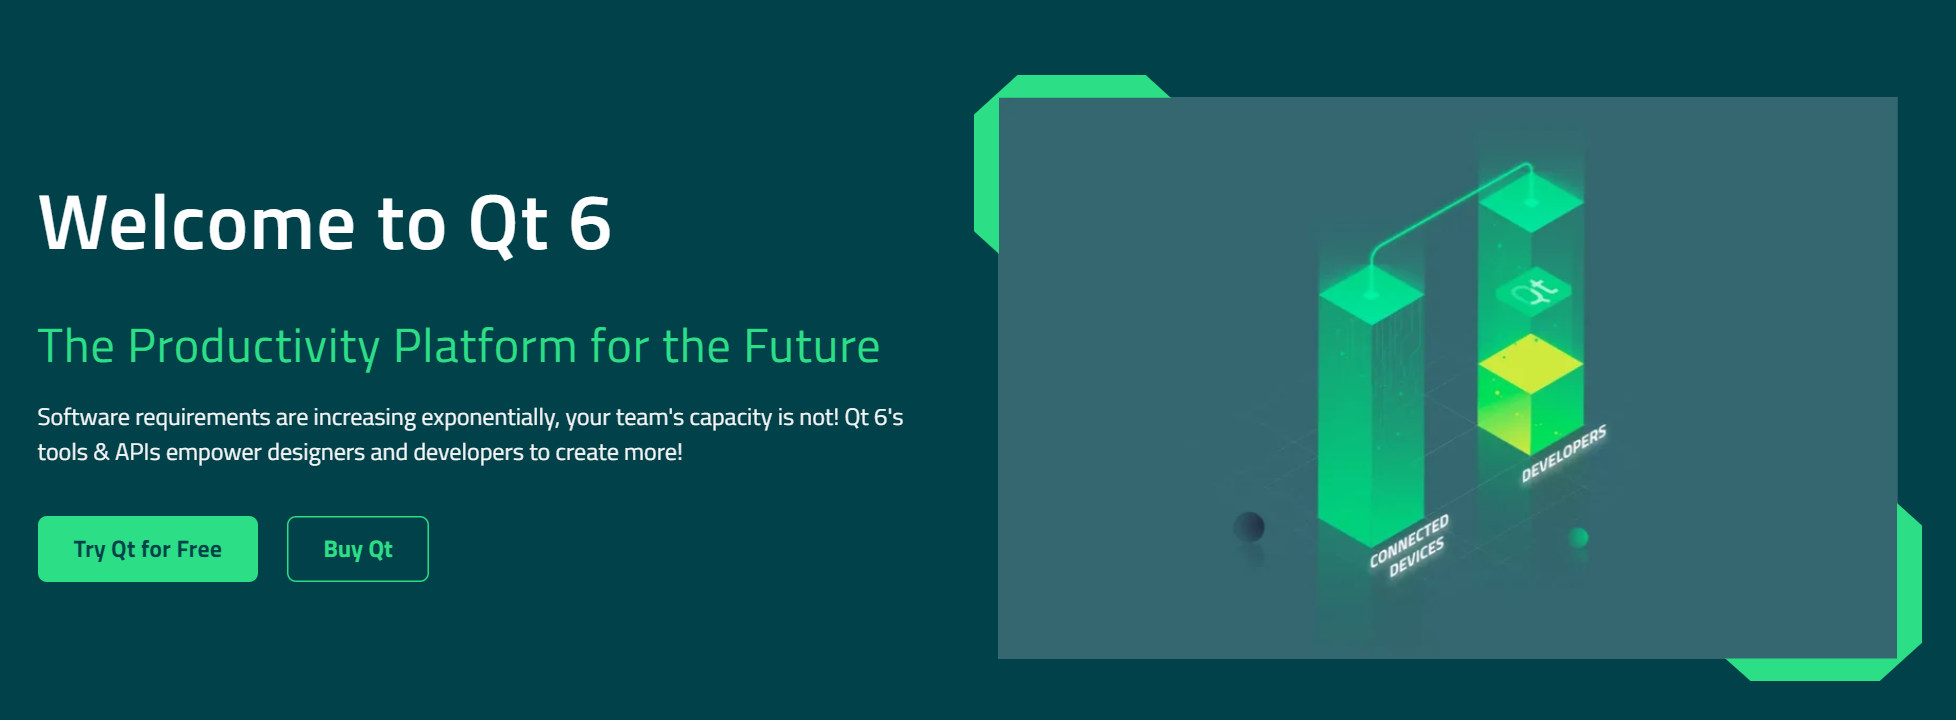 Welcome to Qt 6
The Productivity Platform for the Future
Software requirements are increasing exponentially, your team's capacity is not! Qt 6's
tools & APIs empower designers and developers to create more!
Try Qt for Free
Buy Qt
Qt
DEVELOPERS
CONNECTED
DEVICES